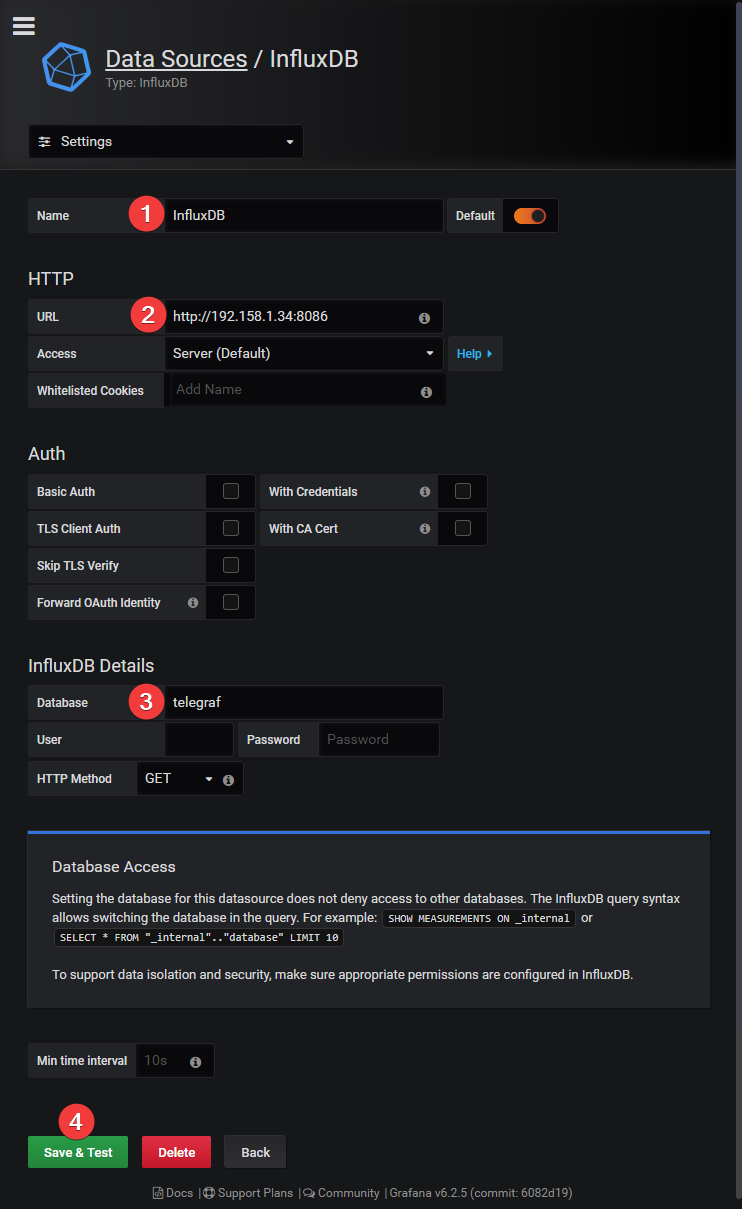 Data Sources / InfluxDB
Type: InfluxDB
Settings
Name 1 InfluxDB Default
HTTP
URL 2 http://192.158.1.34:8086
Access Server (Default) Help
Whitelisted Cookies Add Name
Auth
Basic Auth With Credentials
TLS Client Auth With CA Cert
Skip TLS Verify
Forward OAuth Identity
InfluxDB Details
Database 3 telegraf
User Password Password
HTTP Method GET
Database Access
Setting the database for this datasource does not deny access to other databases. The InfluxDB query syntax
allows switching the database in the query. For example: SHOW MEASUREMENTS ON _internal or
SELECT * FROM "_internal".."database" LIMIT 10
To support data isolation and security, make sure appropriate permissions are configured in InfluxDB.
Min time interval 10s
4
Save & Test Delete Back
Docs | Support Plans | Community | Grafana v6.2.5 (commit: 6082d19)